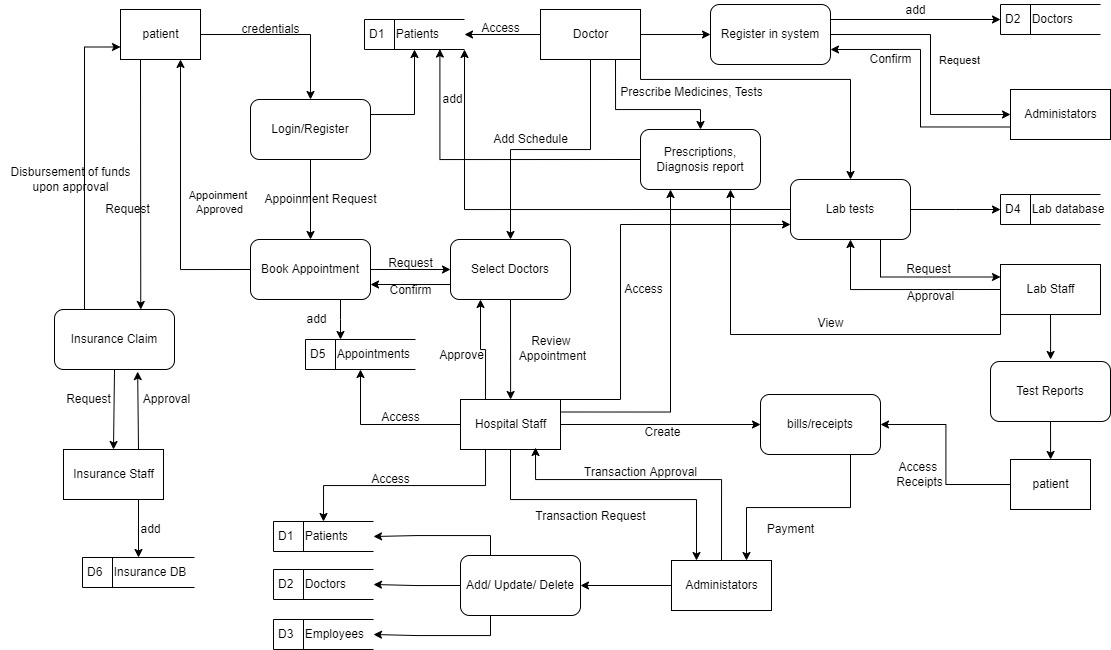 patient
credentials
D1 Patients
Access
Doctor
Register in system
add
D2 Doctors
Confirm
Request
Administators
Login/Register
add
Prescribe Medicines, Tests
Add Schedule
Prescriptions,
Diagnosis report
Disbursement of funds
upon approval
Request
Appoinment
Approved
Appoinment Request
Lab tests
D4 Lab database
Book Appointment
Request
Confirm
Select Doctors
Access
Request
Approval
Lab Staff
View
add
D5 Appointments
Approve
Review
Appointment
Insurance Claim
Request
Approval
Access
Hospital Staff
Create
bills/receipts
Test Reports
Access
Receipts
patient
Insurance Staff
add
D6 Insurance DB
Access
Transaction Approval
Transaction Request
Payment
D1 Patients
D2 Doctors
D3 Employees
Add/ Update/ Delete
Administators